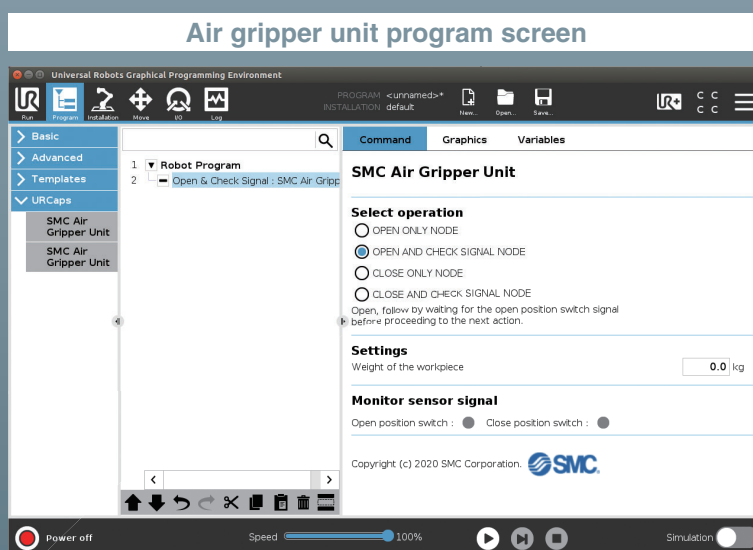 Air gripper unit program screen
Universal Robots Graphical Programming Environment
Run
Program
Installation
Move
I/O
Log
PROGRAM <unnamed>*
INSTALLATION default
New...
Open...
Save...
UR+
C C
C C
Basic
Advanced
Templates
URCaps
SMC Air
Gripper Unit
SMC Air
Gripper Unit
1 Robot Program
2 Open & Check Signal : SMC Air Gripp
Command Graphics Variables
SMC Air Gripper Unit
Select operation
OPEN ONLY NODE
OPEN AND CHECK SIGNAL NODE
CLOSE ONLY NODE
CLOSE AND CHECK SIGNAL NODE
Open, follow by waiting for the open position switch signal
before proceeding to the next action.
Settings
Weight of the workpiece 0.0 kg
Monitor sensor signal
Open position switch : Close position switch :
Copyright (c) 2020 SMC Corporation. SMC.
Power off
Speed 100%
Simulation